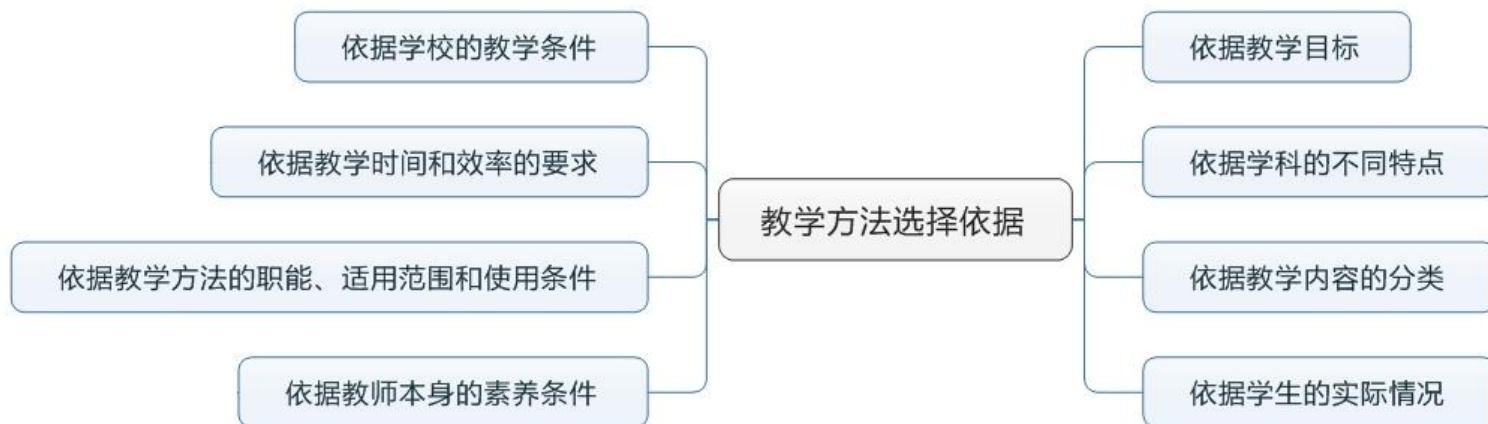 依据学校的教学条件
依据教学时间和效率的要求
依据教学方法的职能、适用范围和使用条件
依据教师本身的素养条件
教学方法选择依据
依据教学目标
依据学科的不同特点
依据教学内容的分类
依据学生的实际情况